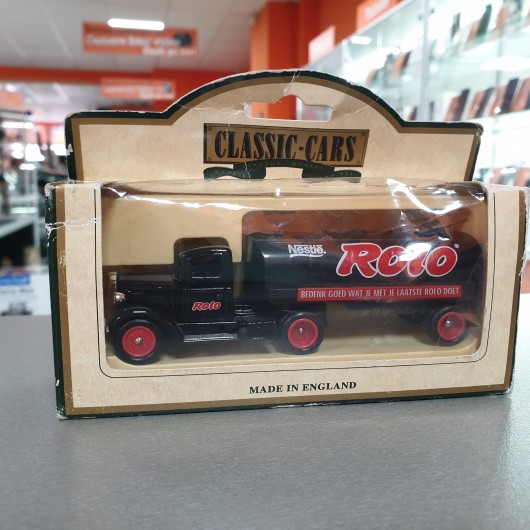 CLASSIC-CARS
Nestlé
ROLO
Rolo
BEDENK GOED WAT JE MET JE LAATSTE ROLO DOET
MADE IN ENGLAND